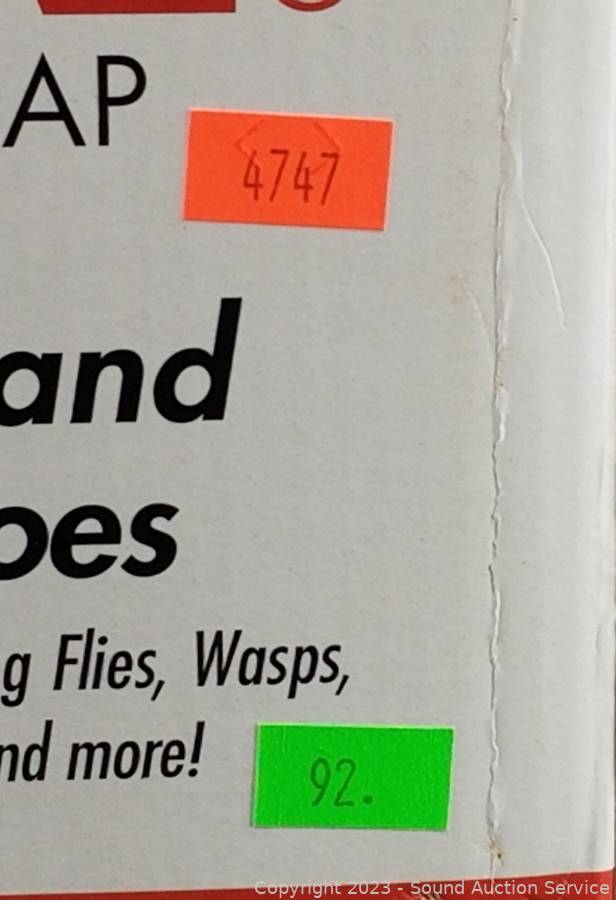 AP
4747
and
oes
g Flies, Wasps,
nd more!
92.
Copyright 2023 - Sound Auction Service